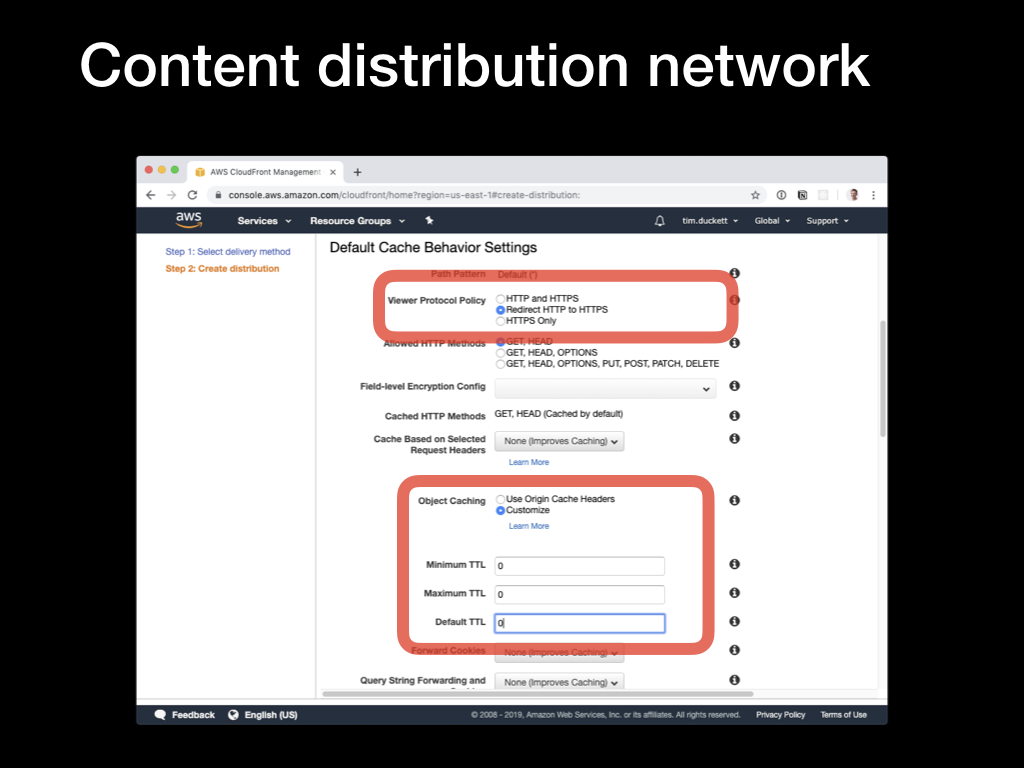 Content distribution network
AWS CloudFront Management
console.aws.amazon.com/cloudfront/home?region=us-east-1#create-distribution:
aws
Services
Resource Groups
tim.duckett
Global
Support
Step 1: Select delivery method
Step 2: Create distribution
Default Cache Behavior Settings
Path Pattern Default (*)
Viewer Protocol Policy
HTTP and HTTPS
Redirect HTTP to HTTPS
HTTPS Only
Allowed HTTP Methods
GET, HEAD
GET, HEAD, OPTIONS
GET, HEAD, OPTIONS, PUT, POST, PATCH, DELETE
Field-level Encryption Config
Cached HTTP Methods GET, HEAD (Cached by default)
Cache Based on Selected
Request Headers
None (Improves Caching)
Learn More
Object Caching
Use Origin Cache Headers
Customize
Learn More
Minimum TTL 0
Maximum TTL 0
Default TTL 0
Forward Cookies None (Improves Caching)
Query String Forwarding and
None (Improves Caching)
Feedback
English (US)
© 2008 - 2019, Amazon Web Services, Inc. or its affiliates. All rights reserved.
Privacy Policy
Terms of Use